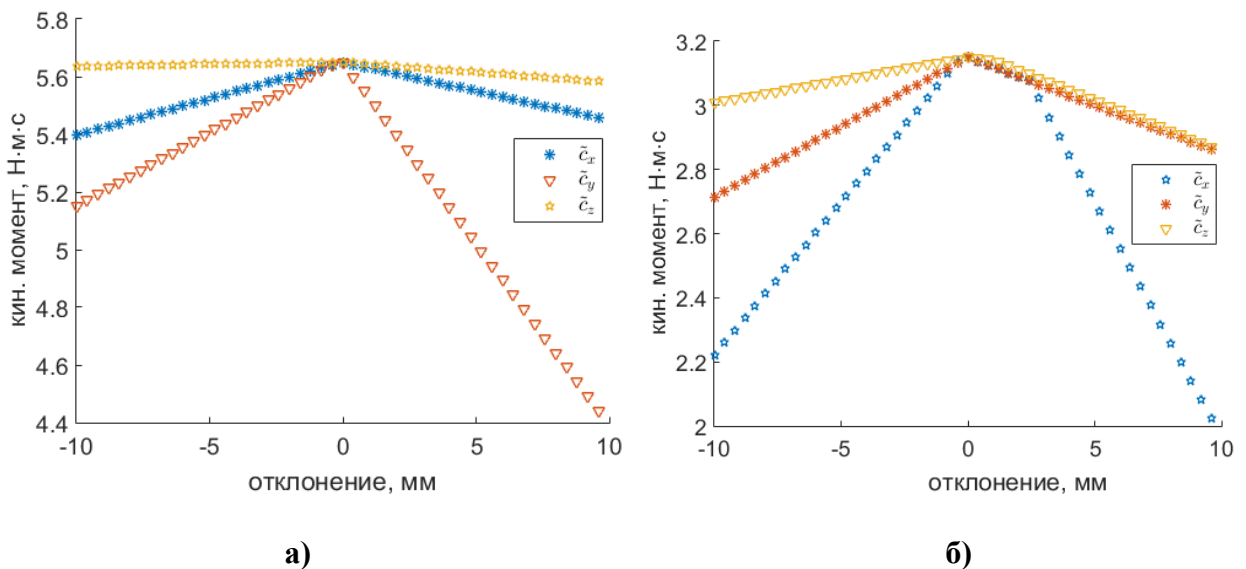 кин. момент, Н·м·с
5.8
5.6
5.4
5.2
5
4.8
4.6
4.4
-10 -5 0 5 10
отклонение, мм
c̃x
c̃y
c̃z
а)
кин. момент, Н·м·с
3.2
3
2.8
2.6
2.4
2.2
2
-10 -5 0 5 10
отклонение, мм
c̃x
c̃y
c̃z
б)